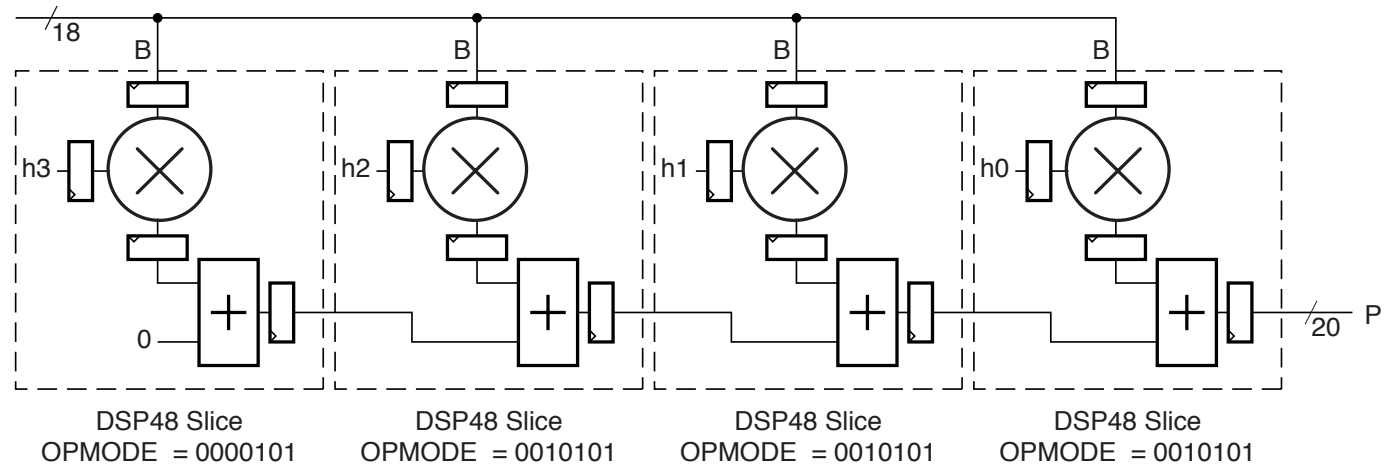 18
B B B B
h3 h2 h1 h0
+ + + +
0
20
P
DSP48 Slice DSP48 Slice DSP48 Slice DSP48 Slice
OPMODE = 0000101 OPMODE = 0010101 OPMODE = 0010101 OPMODE = 0010101